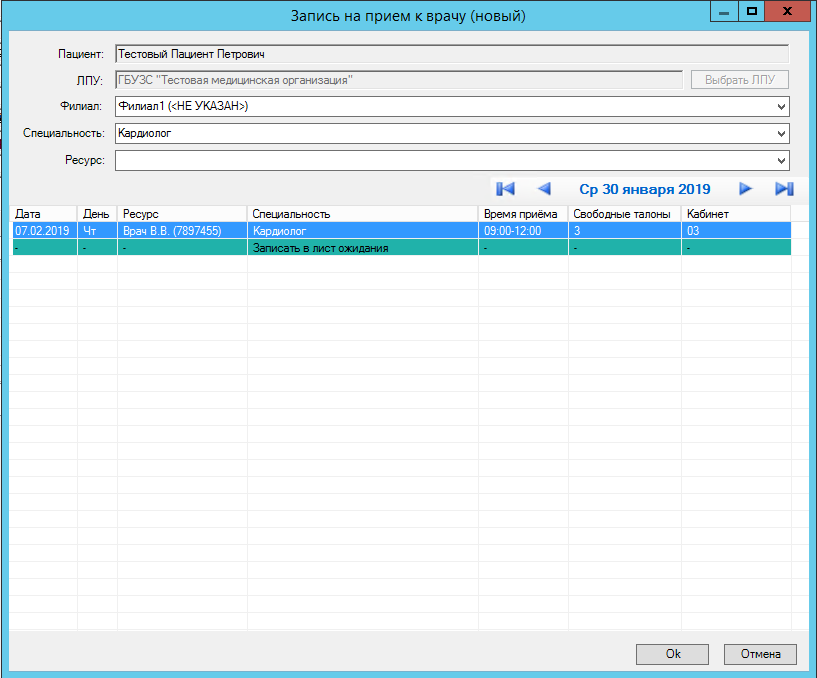 Запись на прием к врачу (новый)
Пациент: Тестовый Пациент Петрович
ЛПУ: ГБУЗС "Тестовая медицинская организация" Выбрать ЛПУ
Филиал: Филиал1 (<НЕ УКАЗАН>)
Специальность: Кардиолог
Ресурс:
Ср 30 января 2019
Дата День Ресурс Специальность Время приёма Свободные талоны Кабинет
07.02.2019 Чт Врач В.В. (7897455) Кардиолог 09:00-12:00 3 03
- - - Записать в лист ожидания - - -
Ok Отмена